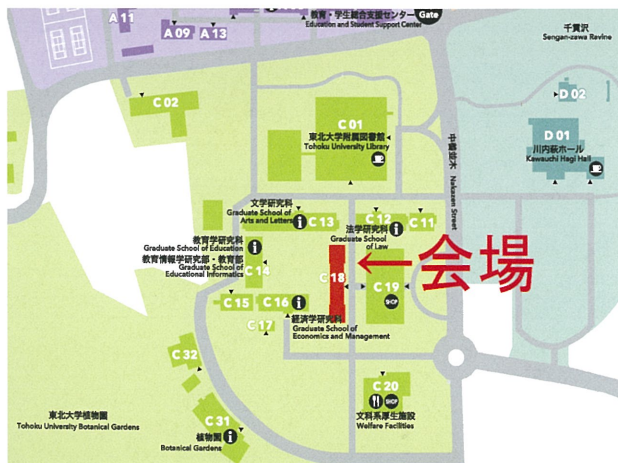 教育・学生総合支援センター
Education and Student Support Center
Gate
千貫沢
Sengan-zawa Ravine
A 11
A 09
A 13
C 02
C 01
東北大学附属図書館
Tohoku University Library
D 02
D 01
川内萩ホール
Kawauchi Hagi Hall
中善並木 Nakazen Street
文学研究科
Graduate School of
Arts and Letters
C 13
C 12
C 11
法学研究科
Graduate School
of Law
教育学研究科
Graduate School of Education
教育情報学研究部・教育部
Graduate School of
Educational Informatics
C 14
C 18
←会場
C 19
SHOP
C 15
C 16
C 17
経済学研究科
Graduate School of
Economics and Management
C 32
C 20
SHOP
文科系厚生施設
Welfare Facilities
東北大学植物園
Tohoku University Botanical Gardens
C 31
植物園
Botanical Gardens